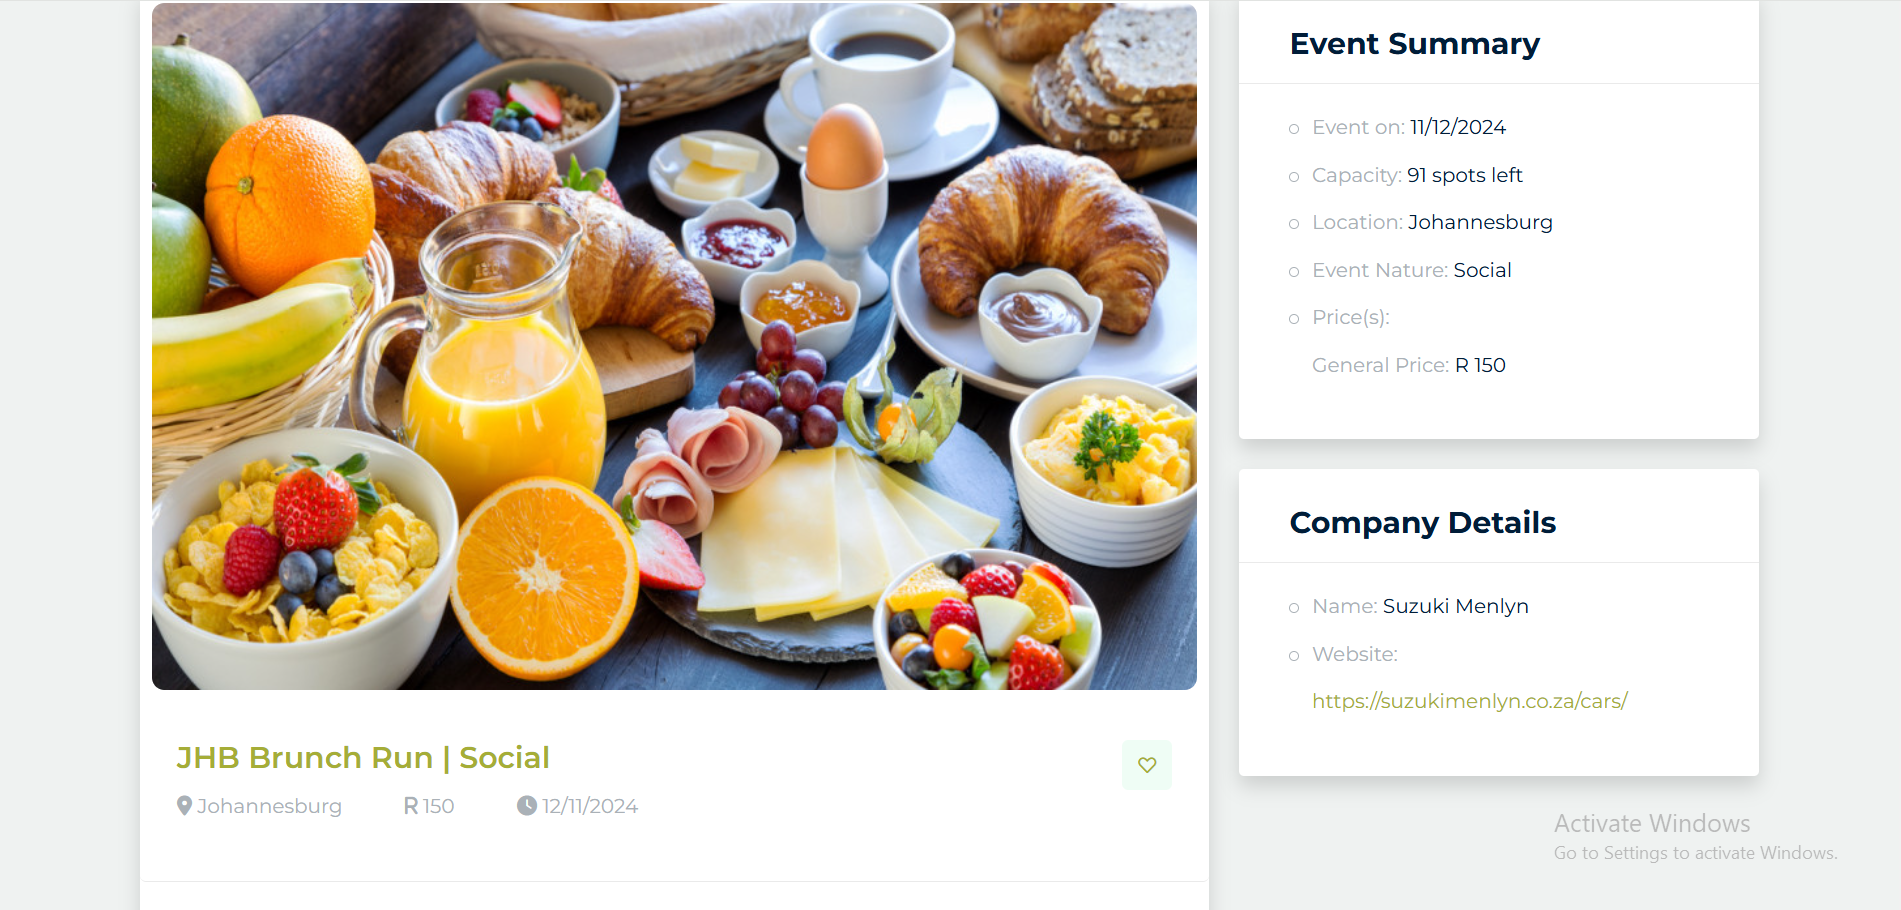 JHB Brunch Run | Social
Johannesburg R 150 12/11/2024
Event Summary
Event on: 11/12/2024
Capacity: 91 spots left
Location: Johannesburg
Event Nature: Social
Price(s):
General Price: R 150
Company Details
Name: Suzuki Menlyn
Website:
https://suzukimenlyn.co.za/cars/
Activate Windows
Go to Settings to activate Windows.